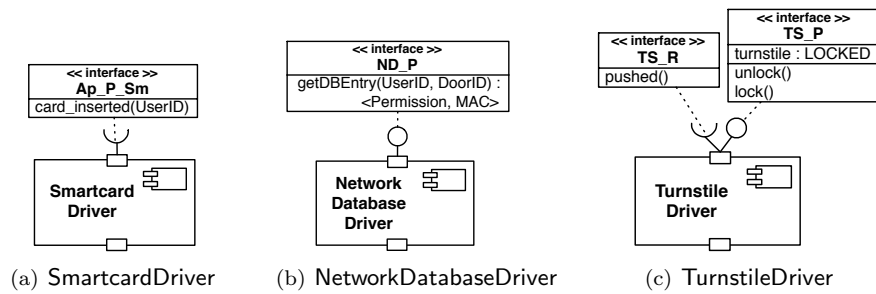 << interface >>
Ap_P_Sm
card_inserted(UserID)
Smartcard
Driver
(a) SmartcardDriver
<< interface >>
ND_P
getDBEntry(UserID, DoorID) :
<Permission, MAC>
Network
Database
Driver
(b) NetworkDatabaseDriver
<< interface >>
TS_R
pushed()
<< interface >>
TS_P
turnstile : LOCKED
unlock()
lock()
Turnstile
Driver
(c) TurnstileDriver